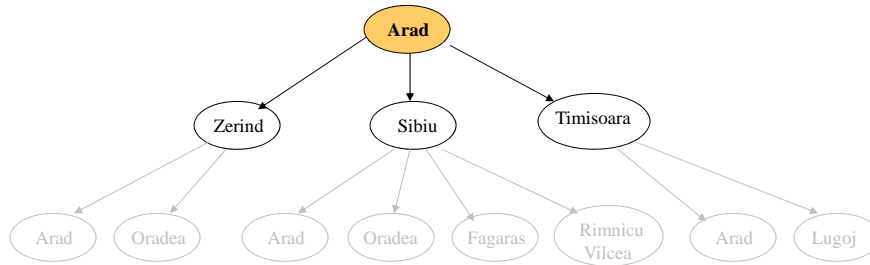 Arad
Zerind
Sibiu
Timisoara
Arad
Oradea
Arad
Oradea
Fagaras
Rimnicu
Vilcea
Arad
Lugoj